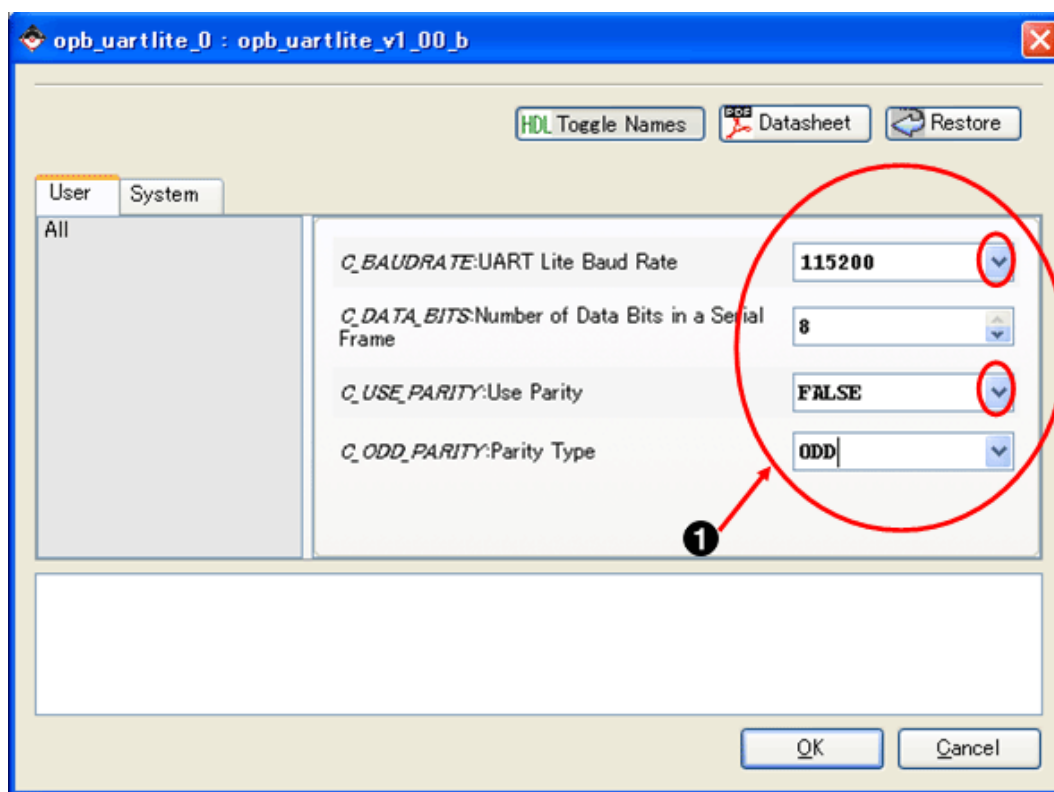 opb_uartlite_0 : opb_uartlite_v1_00_b
HDL Toggle Names
PDF Datasheet
Restore
User
System
All
C_BAUDRATE:UART Lite Baud Rate
115200
C_DATA_BITS:Number of Data Bits in a Serial
Frame
8
C_USE_PARITY:Use Parity
FALSE
C_ODD_PARITY:Parity Type
ODD
1
OK
Cancel